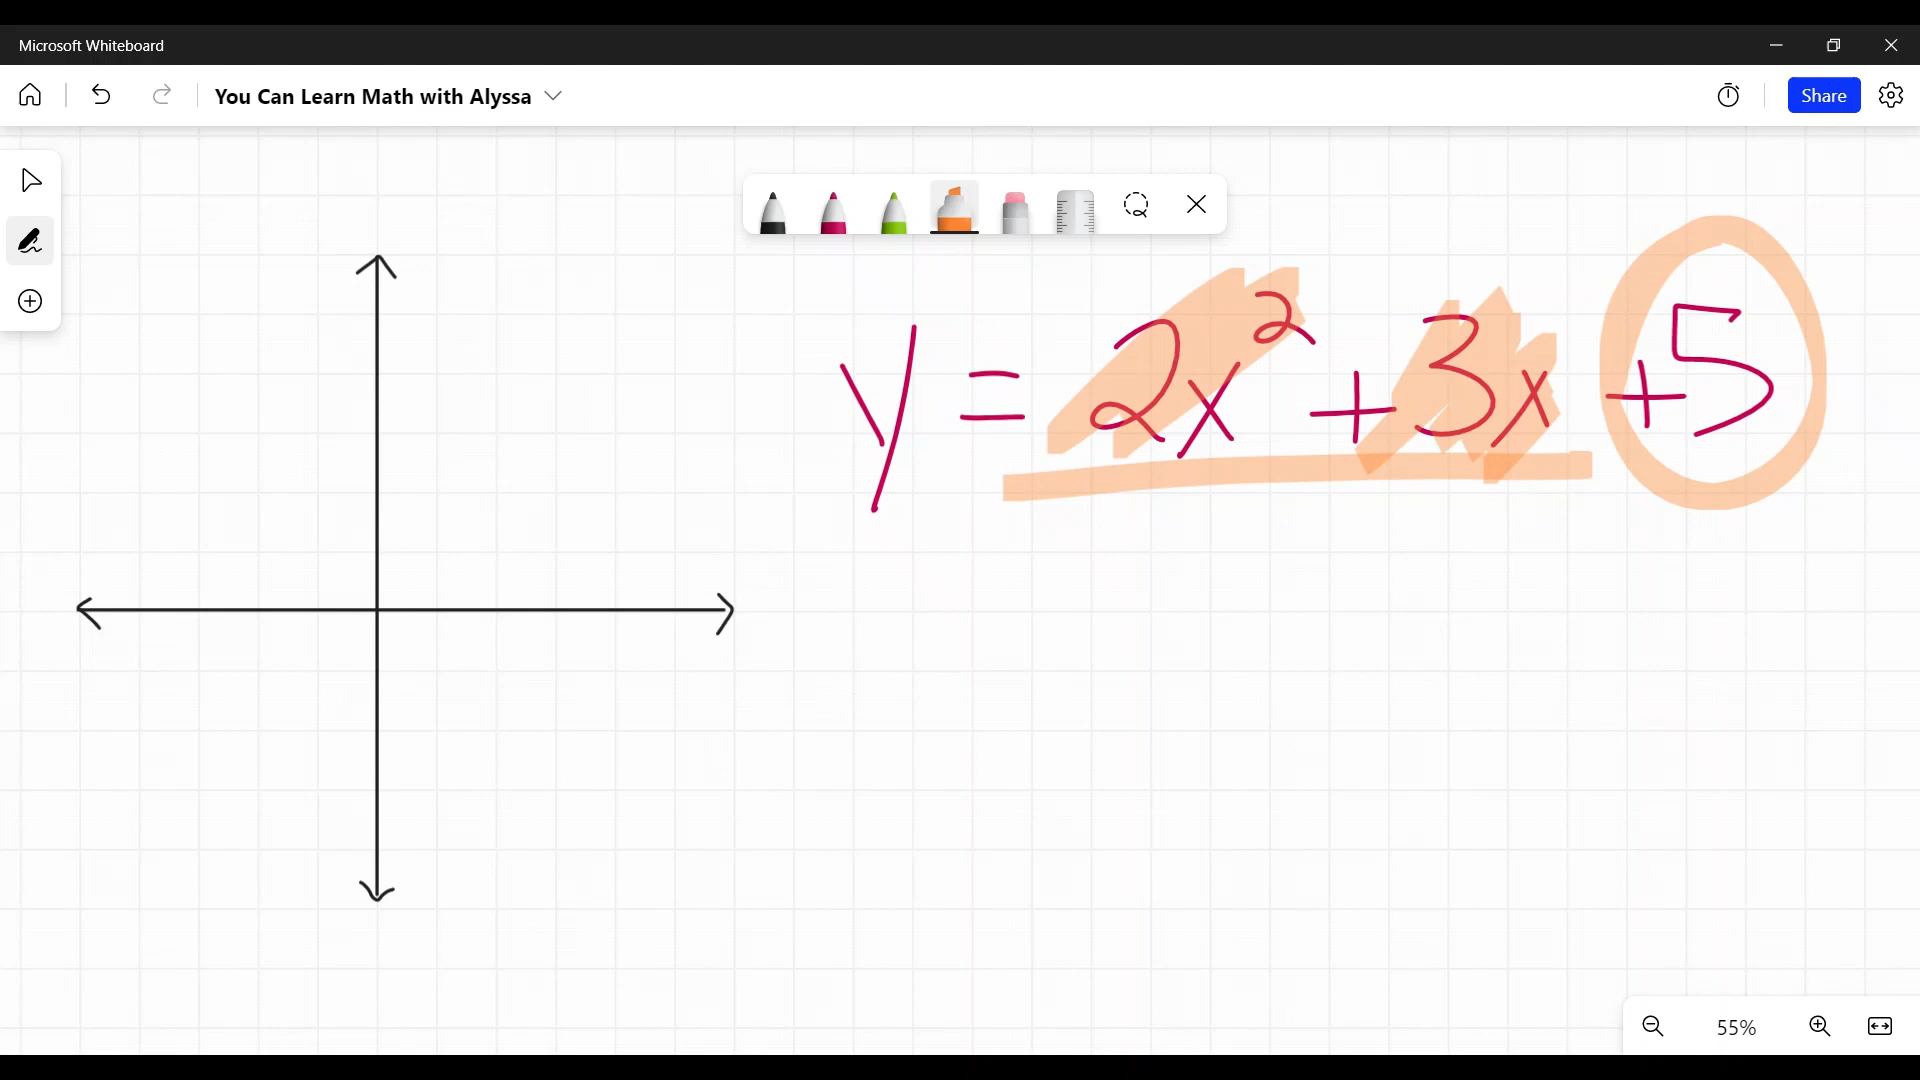 Microsoft Whiteboard
You Can Learn Math with Alyssa
Share
y = 2x² + 3x + 5
55%